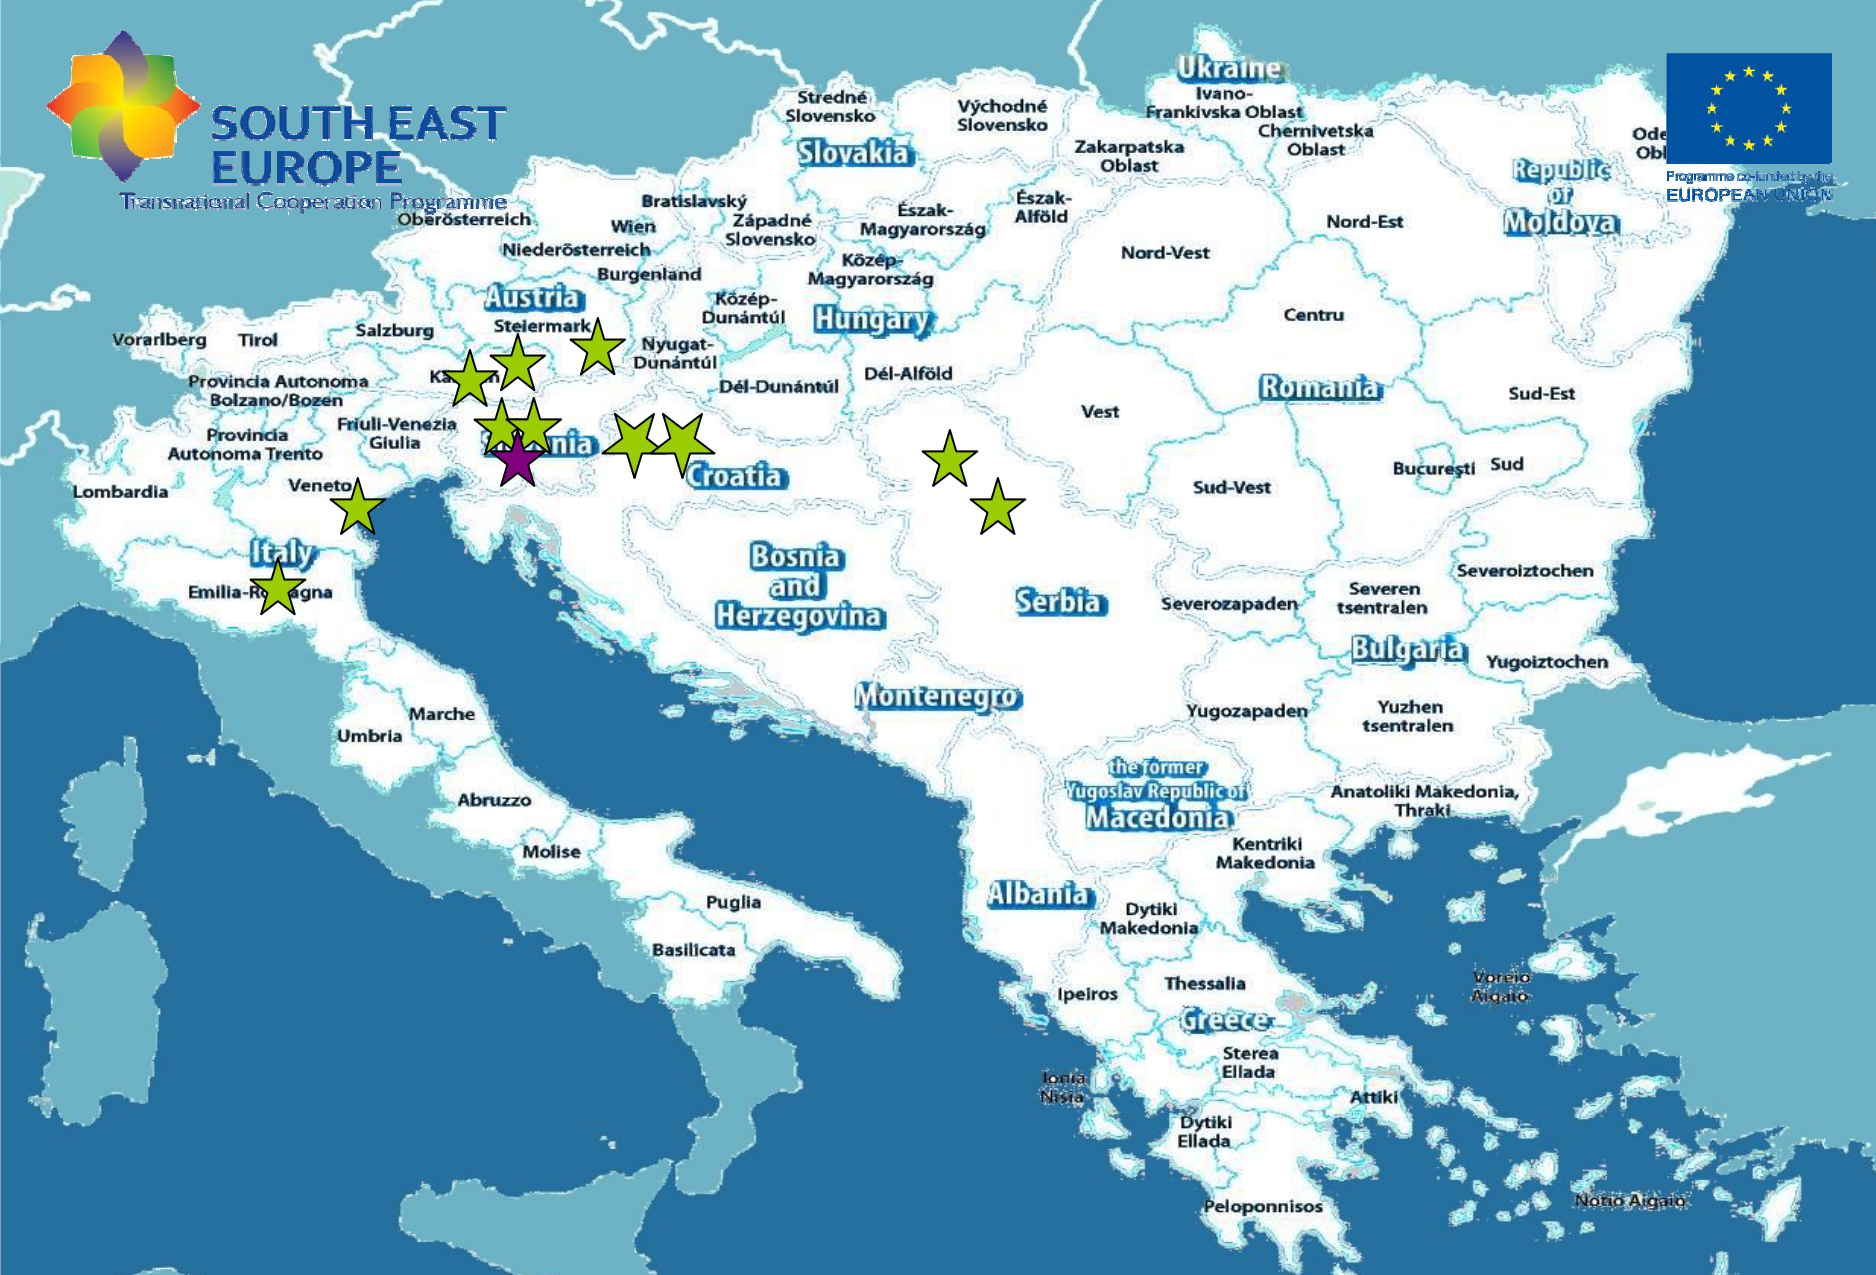 SOUTH EAST
EUROPE
Transnational Cooperation Programme
Programme co-funded by the
EUROPEAN UNION
Ukraine
Ivano-
Frankivska Oblast
Chernivetska
Oblast
Zakarpatska
Oblast
Stredné
Slovensko
Východné
Slovensko
Slovakia
Republic
of
Moldova
Bratislavský
Západné
Slovensko
Észak-
Magyarország
Észak-
Alföld
Oberösterreich
Wien
Niederösterreich
Burgenland
Közép-
Magyarország
Nord-Vest
Nord-Est
Austria
Steiermark
Közép-
Dunántúl
Hungary
Centru
Vorarlberg
Tirol
Salzburg
Nyugat-
Dunántúl
Dél-Dunántúl
Dél-Alföld
Provincia Autonoma
Bolzano/Bozen
Romania
Sud-Est
Vest
Friuli-Venezia
Giulia
Provincia
Autonoma Trento
Croatia
Bucureşti
Sud
Sud-Vest
Lombardia
Veneto
Italy
Emilia-Romagna
Bosnia
and
Herzegovina
Serbia
Severozapaden
Severen
tsentralen
Severoiztochen
Bulgaria
Yugoiztochen
Montenegro
Yugozapaden
Yuzhen
tsentralen
Marche
Umbria
the former
Yugoslav Republic of
Macedonia
Anatoliki Makedonia,
Thraki
Abruzzo
Molise
Kentriki
Makedonia
Albania
Puglia
Dytiki
Makedonia
Basilicata
Ipeiros
Thessalia
Voreio
Aigaio
Greece
Sterea
Ellada
Ionia
Nisia
Attiki
Dytiki
Ellada
Peloponnisos
Notio Aigaio